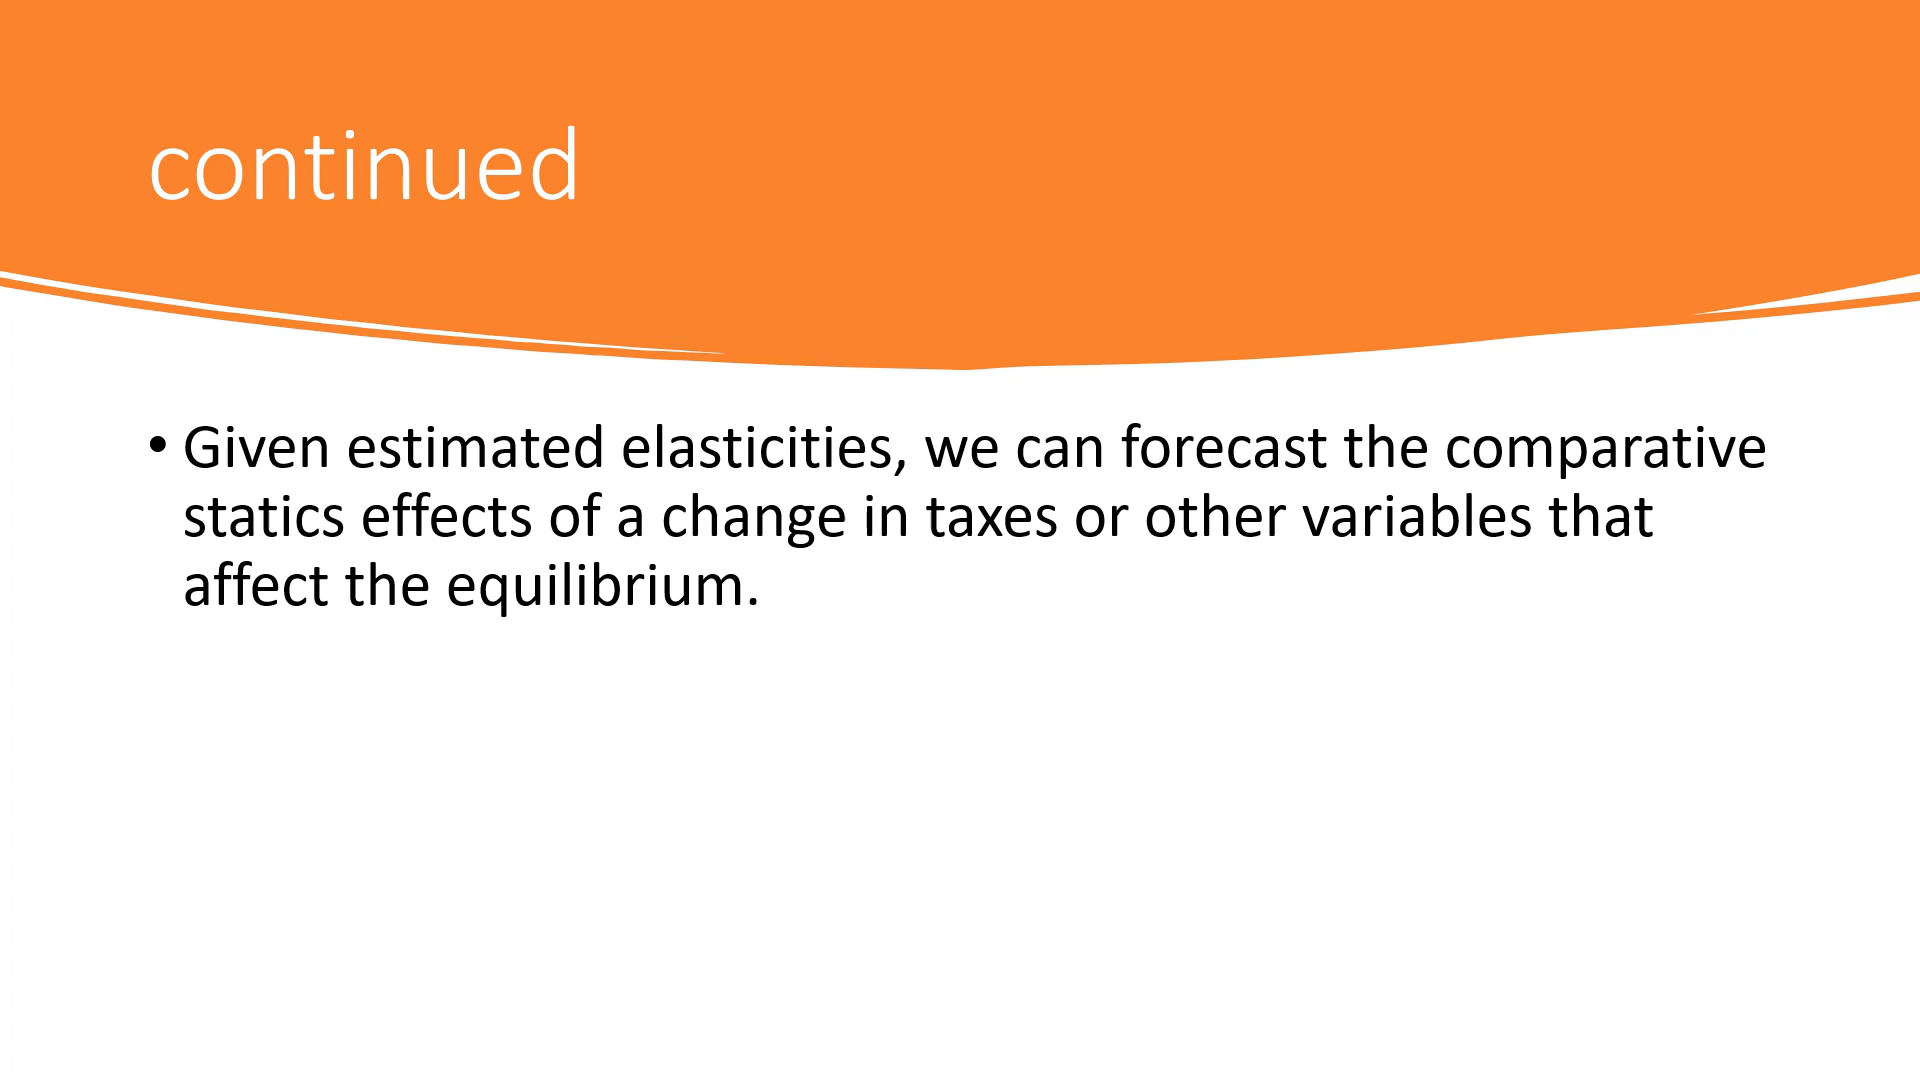 continued
• Given estimated elasticities, we can forecast the comparative
statics effects of a change in taxes or other variables that
affect the equilibrium.